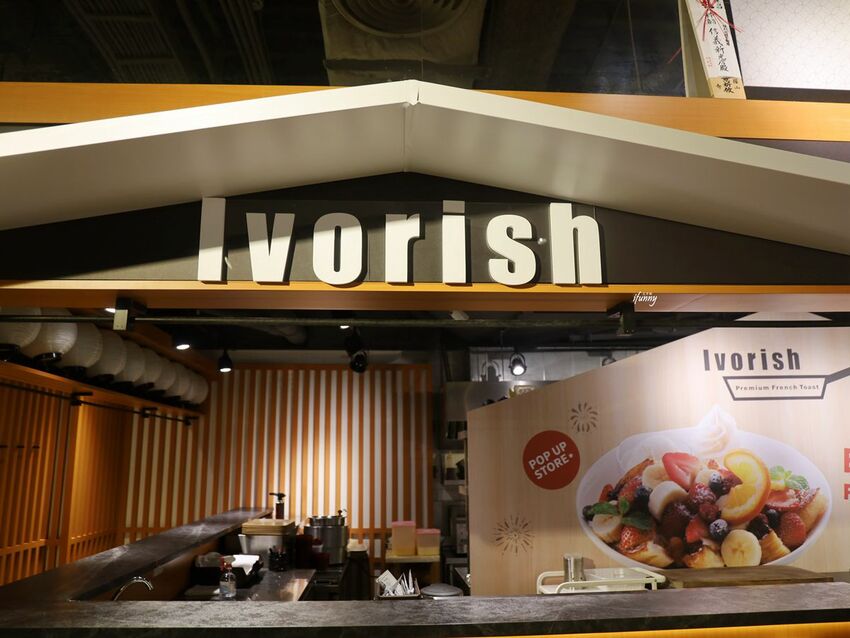 Ivorish
ifunny
Ivorish
Premium French Toast
POP UP
STORE